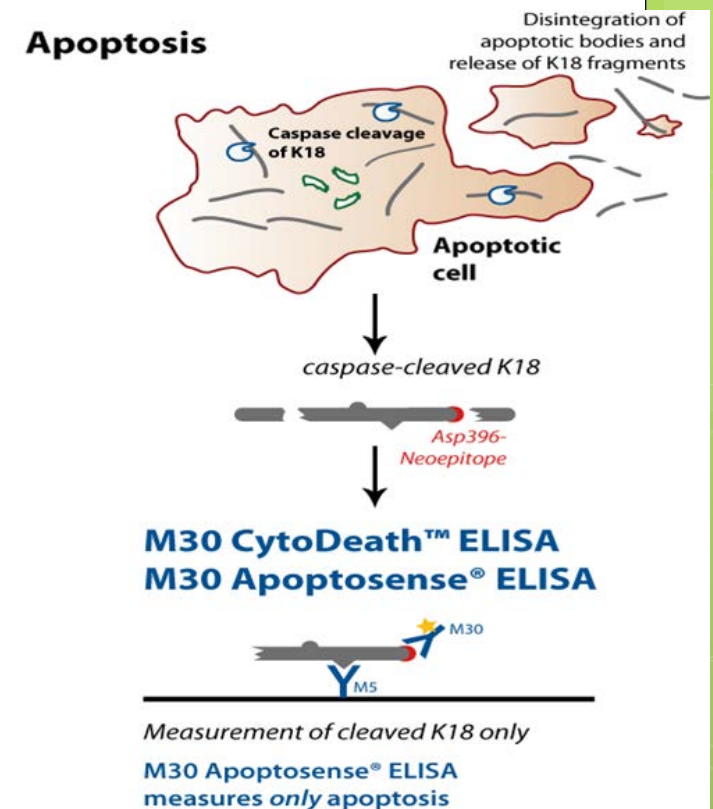 Apoptosis
Disintegration of
apoptotic bodies and
release of K18 fragments
Caspase cleavage
of K18
Apoptotic
cell
caspase-cleaved K18
Asp396-
Neoepitope
M30 CytoDeath™ ELISA
M30 Apoptosense® ELISA
M30
M5
Measurement of cleaved K18 only
M30 Apoptosense® ELISA
measures only apoptosis